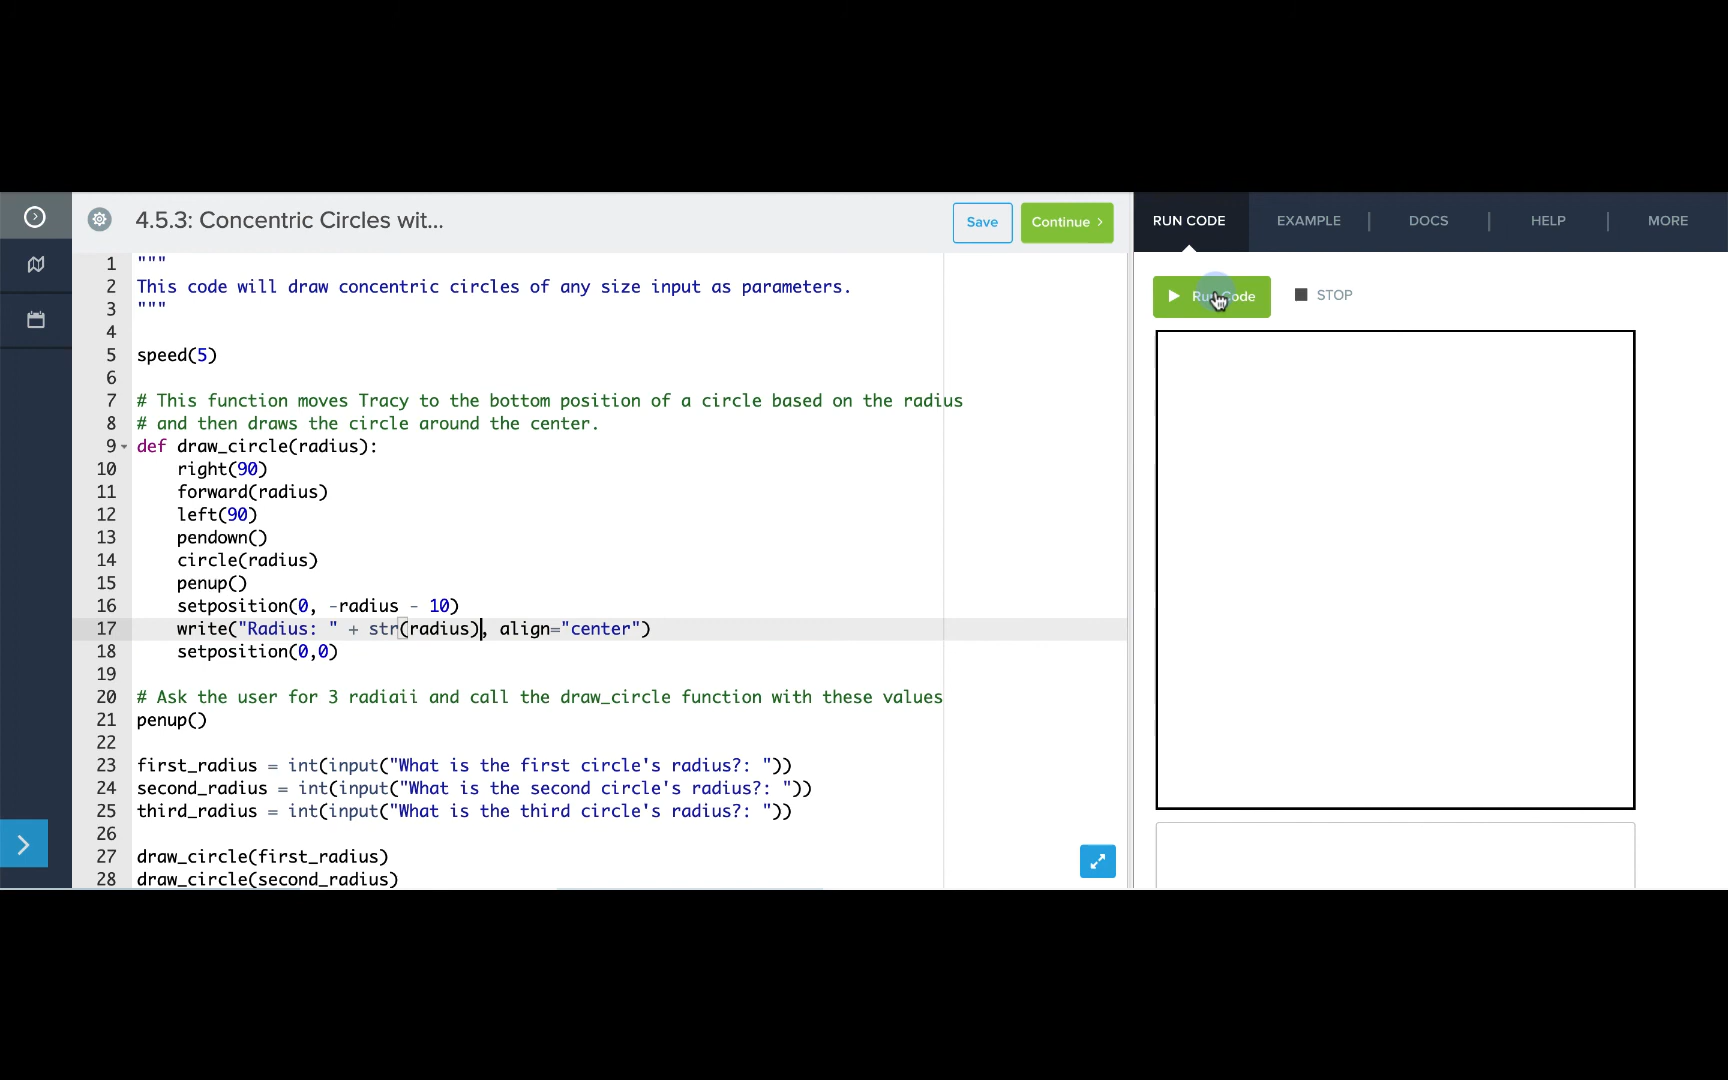 4.5.3: Concentric Circles wit...
Save
Continue >
RUN CODE
EXAMPLE
DOCS
HELP
MORE
Run Code
STOP
1 """
2 This code will draw concentric circles of any size input as parameters.
3 """
4
5 speed(5)
6
7 # This function moves Tracy to the bottom position of a circle based on the radius
8 # and then draws the circle around the center.
9 def draw_circle(radius):
10     right(90)
11     forward(radius)
12     left(90)
13     pendown()
14     circle(radius)
15     penup()
16     setposition(0, -radius - 10)
17     write("Radius: " + str(radius), align="center")
18     setposition(0,0)
19
20 # Ask the user for 3 radiaii and call the draw_circle function with these values
21 penup()
22
23 first_radius = int(input("What is the first circle's radius?: "))
24 second_radius = int(input("What is the second circle's radius?: "))
25 third_radius = int(input("What is the third circle's radius?: "))
26
27 draw_circle(first_radius)
28 draw_circle(second_radius)